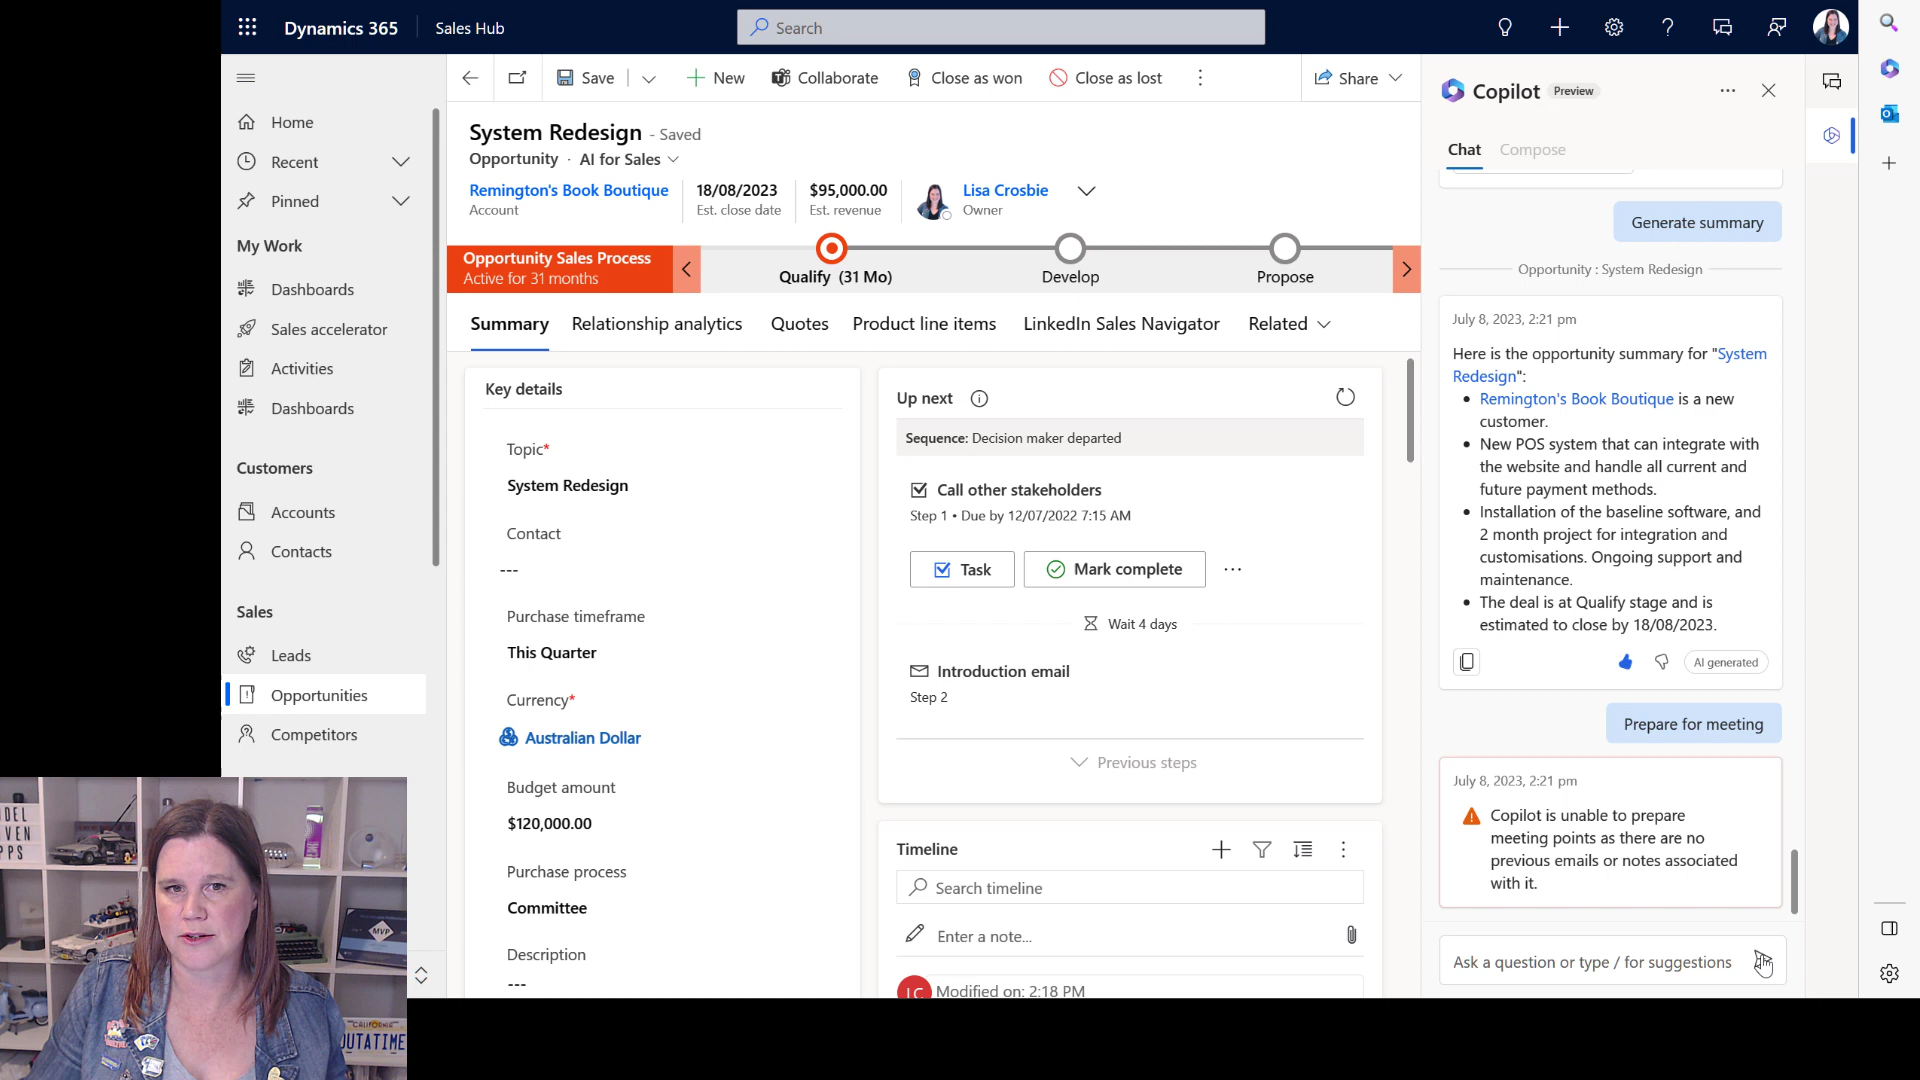 Dynamics 365
Sales Hub
Search
Save
New
Collaborate
Close as won
Close as lost
Share
System Redesign - Saved
Opportunity · AI for Sales
Remington's Book Boutique
Account
18/08/2023
Est. close date
$95,000.00
Est. revenue
Lisa Crosbie
Owner
Opportunity Sales Process
Active for 31 months
Qualify (31 Mo)
Develop
Propose
Summary
Relationship analytics
Quotes
Product line items
LinkedIn Sales Navigator
Related
Home
Recent
Pinned
My Work
Dashboards
Sales accelerator
Activities
Dashboards
Customers
Accounts
Contacts
Sales
Leads
Opportunities
Competitors
Key details
Topic*
System Redesign
Contact
---
Purchase timeframe
This Quarter
Currency*
Australian Dollar
Budget amount
$120,000.00
Purchase process
Committee
Description
---
Up next
Sequence: Decision maker departed
Call other stakeholders
Step 1 • Due by 12/07/2022 7:15 AM
Task
Mark complete
Wait 4 days
Introduction email
Step 2
Previous steps
Timeline
Search timeline
Enter a note...
LC
Modified on: 2:18 PM
Copilot
Preview
Chat
Compose
Generate summary
Opportunity : System Redesign
July 8, 2023, 2:21 pm
Here is the opportunity summary for "System
Redesign":
• Remington's Book Boutique is a new
customer.
• New POS system that can integrate with
the website and handle all current and
future payment methods.
• Installation of the baseline software, and
2 month project for integration and
customisations. Ongoing support and
maintenance.
• The deal is at Qualify stage and is
estimated to close by 18/08/2023.
AI generated
Prepare for meeting
July 8, 2023, 2:21 pm
Copilot is unable to prepare
meeting points as there are no
previous emails or notes associated
with it.
Ask a question or type / for suggestions
DEL
VEN
PPS
MVP
CALIFORNIA
OUTATIME